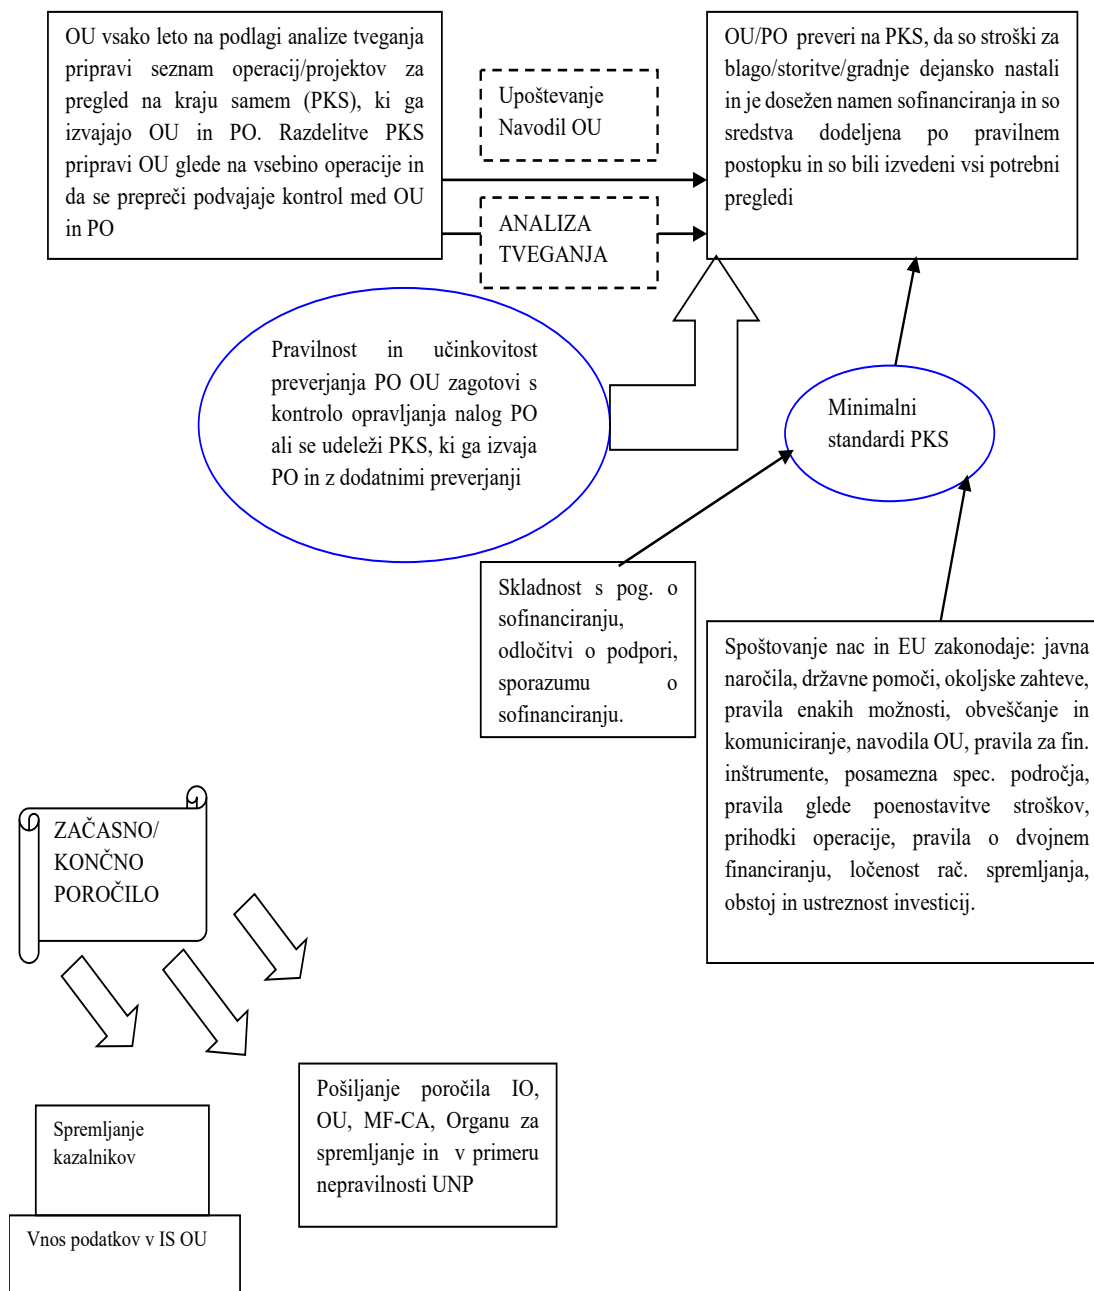 OU vsako leto na podlagi analize tveganja
pripravi seznam operacij/projektov za
pregled na kraju samem (PKS), ki ga
izvajajo OU in PO. Razdelitve PKS
pripravi OU glede na vsebino operacije in
da se prepreči podvajaje kontrol med OU
in PO
Upoštevanje
Navodil OU
ANALIZA
TVEGANJA
OU/PO preveri na PKS, da so stroški za
blago/storitve/gradnje dejansko nastali
in je dosežen namen sofinanciranja in so
sredstva dodeljena po pravilnem
postopku in so bili izvedeni vsi potrebni
pregledi
Pravilnost in učinkovitost
preverjanja PO OU zagotovi s
kontrolo opravljanja nalog PO
ali se udeleži PKS, ki ga izvaja
PO in z dodatnimi preverjanji
Minimalni
standardi PKS
Skladnost s pog. o
sofinanciranju,
odločitvi o podpori,
sporazumu o
sofinanciranju.
Spoštovanje nac in EU zakonodaje: javna
naročila, državne pomoči, okoljske zahteve,
pravila enakih možnosti, obveščanje in
komuniciranje, navodila OU, pravila za fin.
inštrumente, posamezna spec. področja,
pravila glede poenostavitve stroškov,
prihodki operacije, pravila o dvojnem
financiranju, ločenost rač. spremljanja,
obstoj in ustreznost investicij.
ZAČASNO/
KONČNO
POROČILO
Pošiljanje poročila IO,
OU, MF-CA, Organu za
spremljanje in v primeru
nepravilnosti UNP
Spremljanje
kazalnikov
Vnos podatkov v IS OU